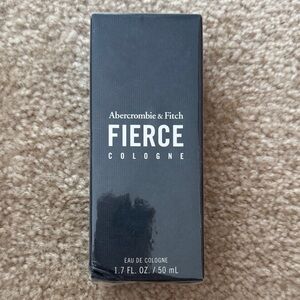 Abercrombie & Fitch
FIERCE
COLOGNE
EAU DE COLOGNE
1.7 FL. OZ. / 50 mL